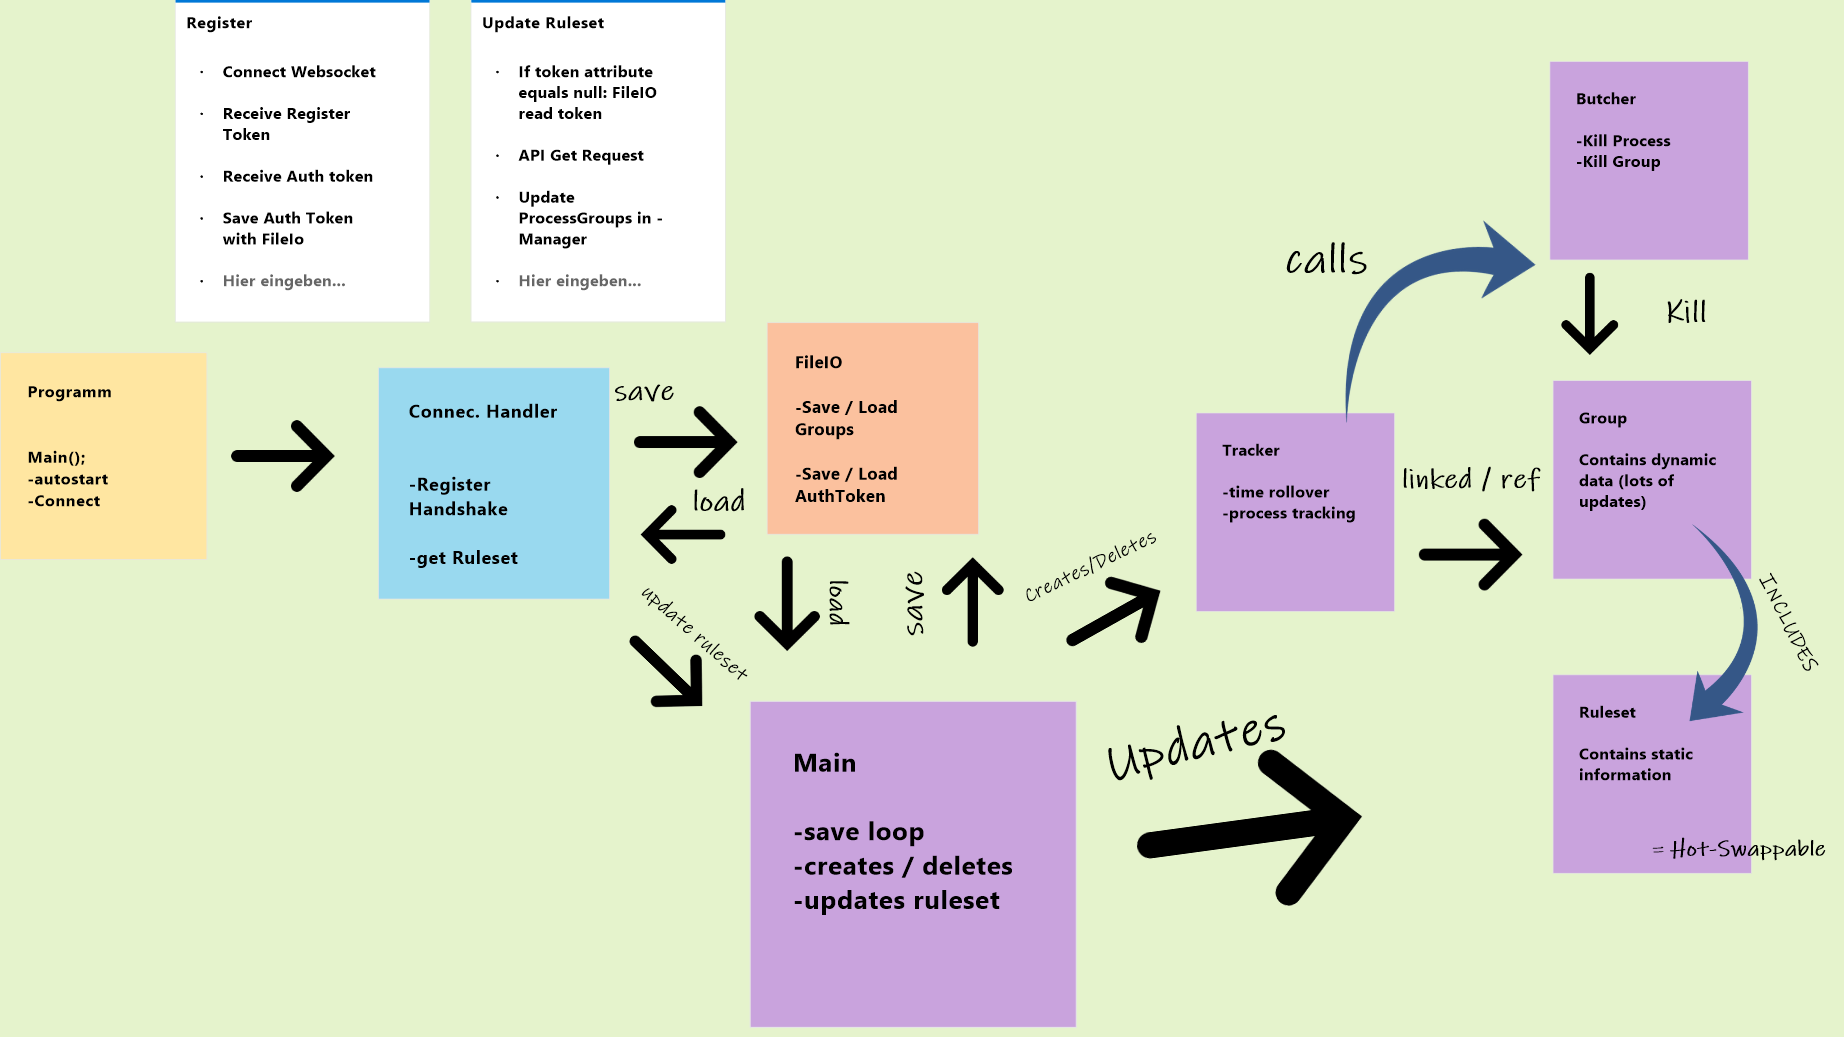 Register
· Connect Websocket
· Receive Register
Token
· Receive Auth token
· Save Auth Token
with FileIo
· Hier eingeben...
Update Ruleset
· If token attribute
equals null: FileIO
read token
· API Get Request
· Update
ProcessGroups in -
Manager
· Hier eingeben...
Programm
Main();
-autostart
-Connect
Connec. Handler
-Register
Handshake
-get Ruleset
save
load
update ruleset
FileIO
-Save / Load
Groups
-Save / Load
AuthToken
load
save
Creates/Deletes
Main
-save loop
-creates / deletes
-updates ruleset
Updates
Tracker
-time rollover
-process tracking
calls
linked / ref
Butcher
-Kill Process
-Kill Group
Kill
Group
Contains dynamic
data (lots of
updates)
INCLUDES
Ruleset
Contains static
information
= Hot-Swappable